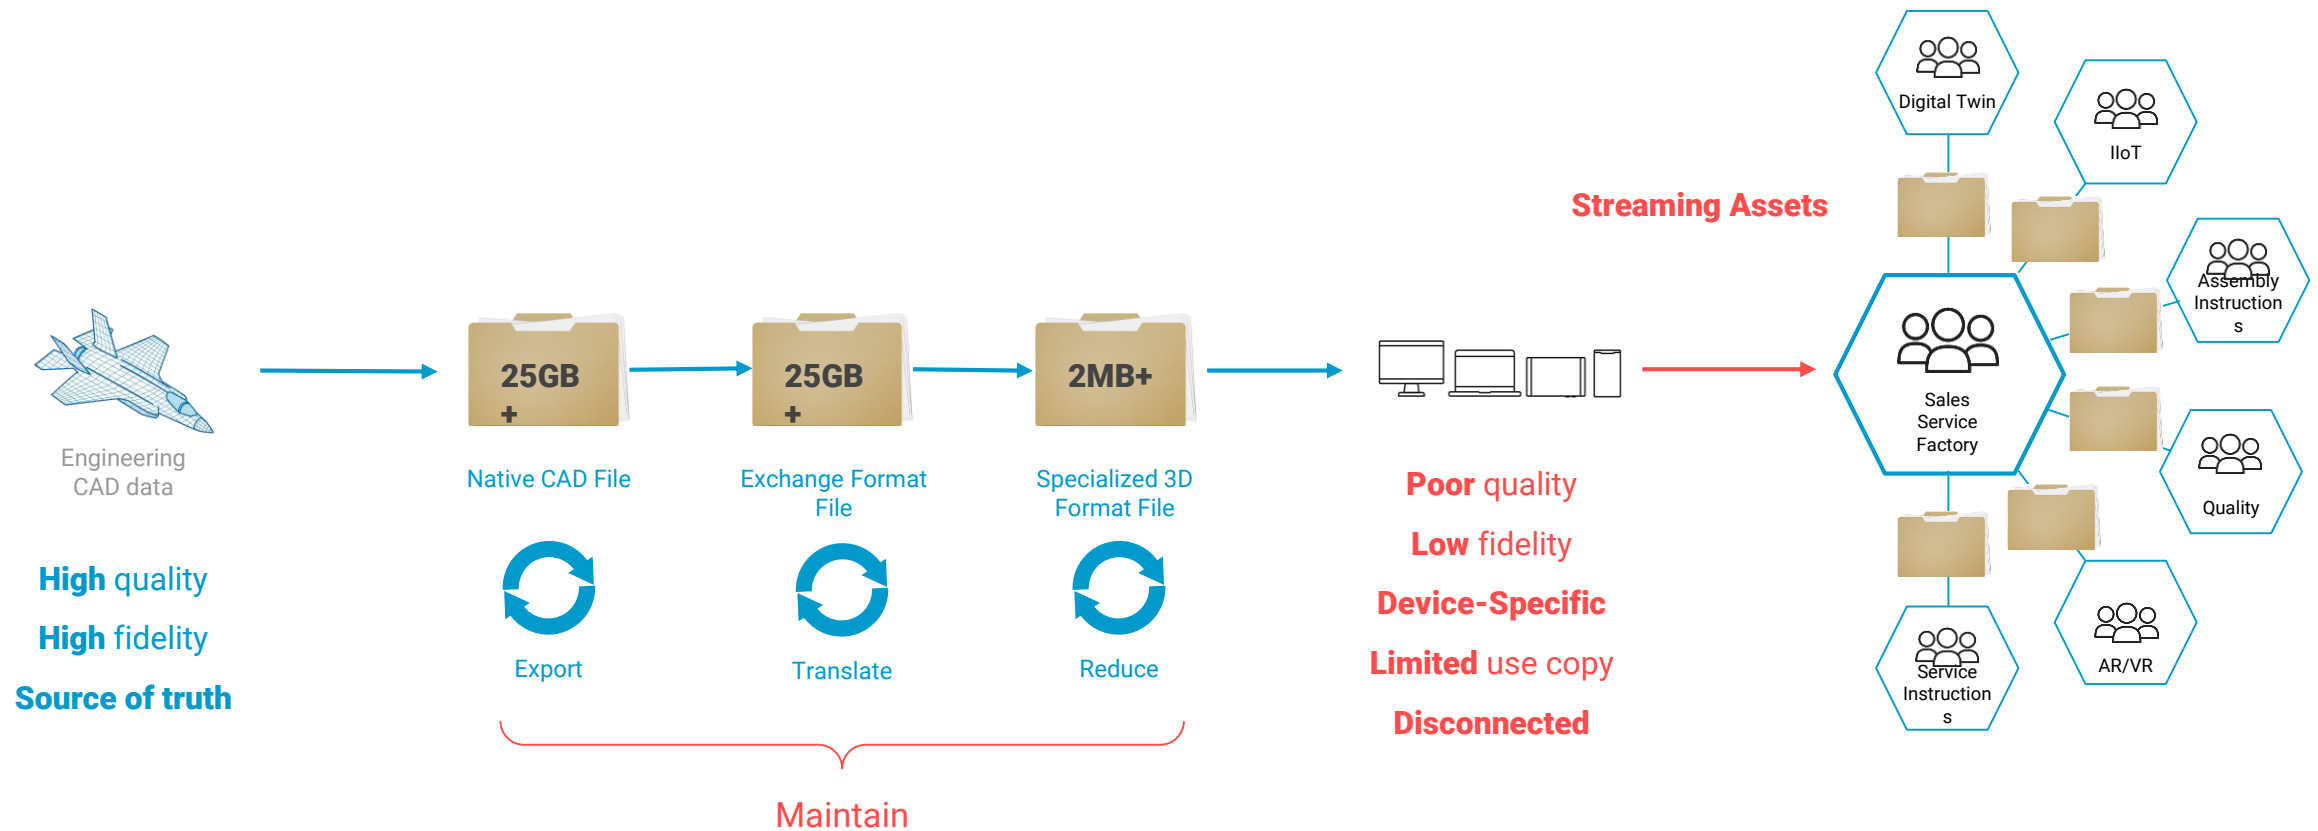 Engineering
CAD data
High quality
High fidelity
Source of truth
25GB
+
Native CAD File
Export
25GB
+
Exchange Format
File
Translate
2MB+
Specialized 3D
Format File
Reduce
Maintain
Poor quality
Low fidelity
Device-Specific
Limited use copy
Disconnected
Streaming Assets
Sales
Service
Factory
Digital Twin
IIoT
Assembly
Instruction
s
Quality
AR/VR
Service
Instruction
s